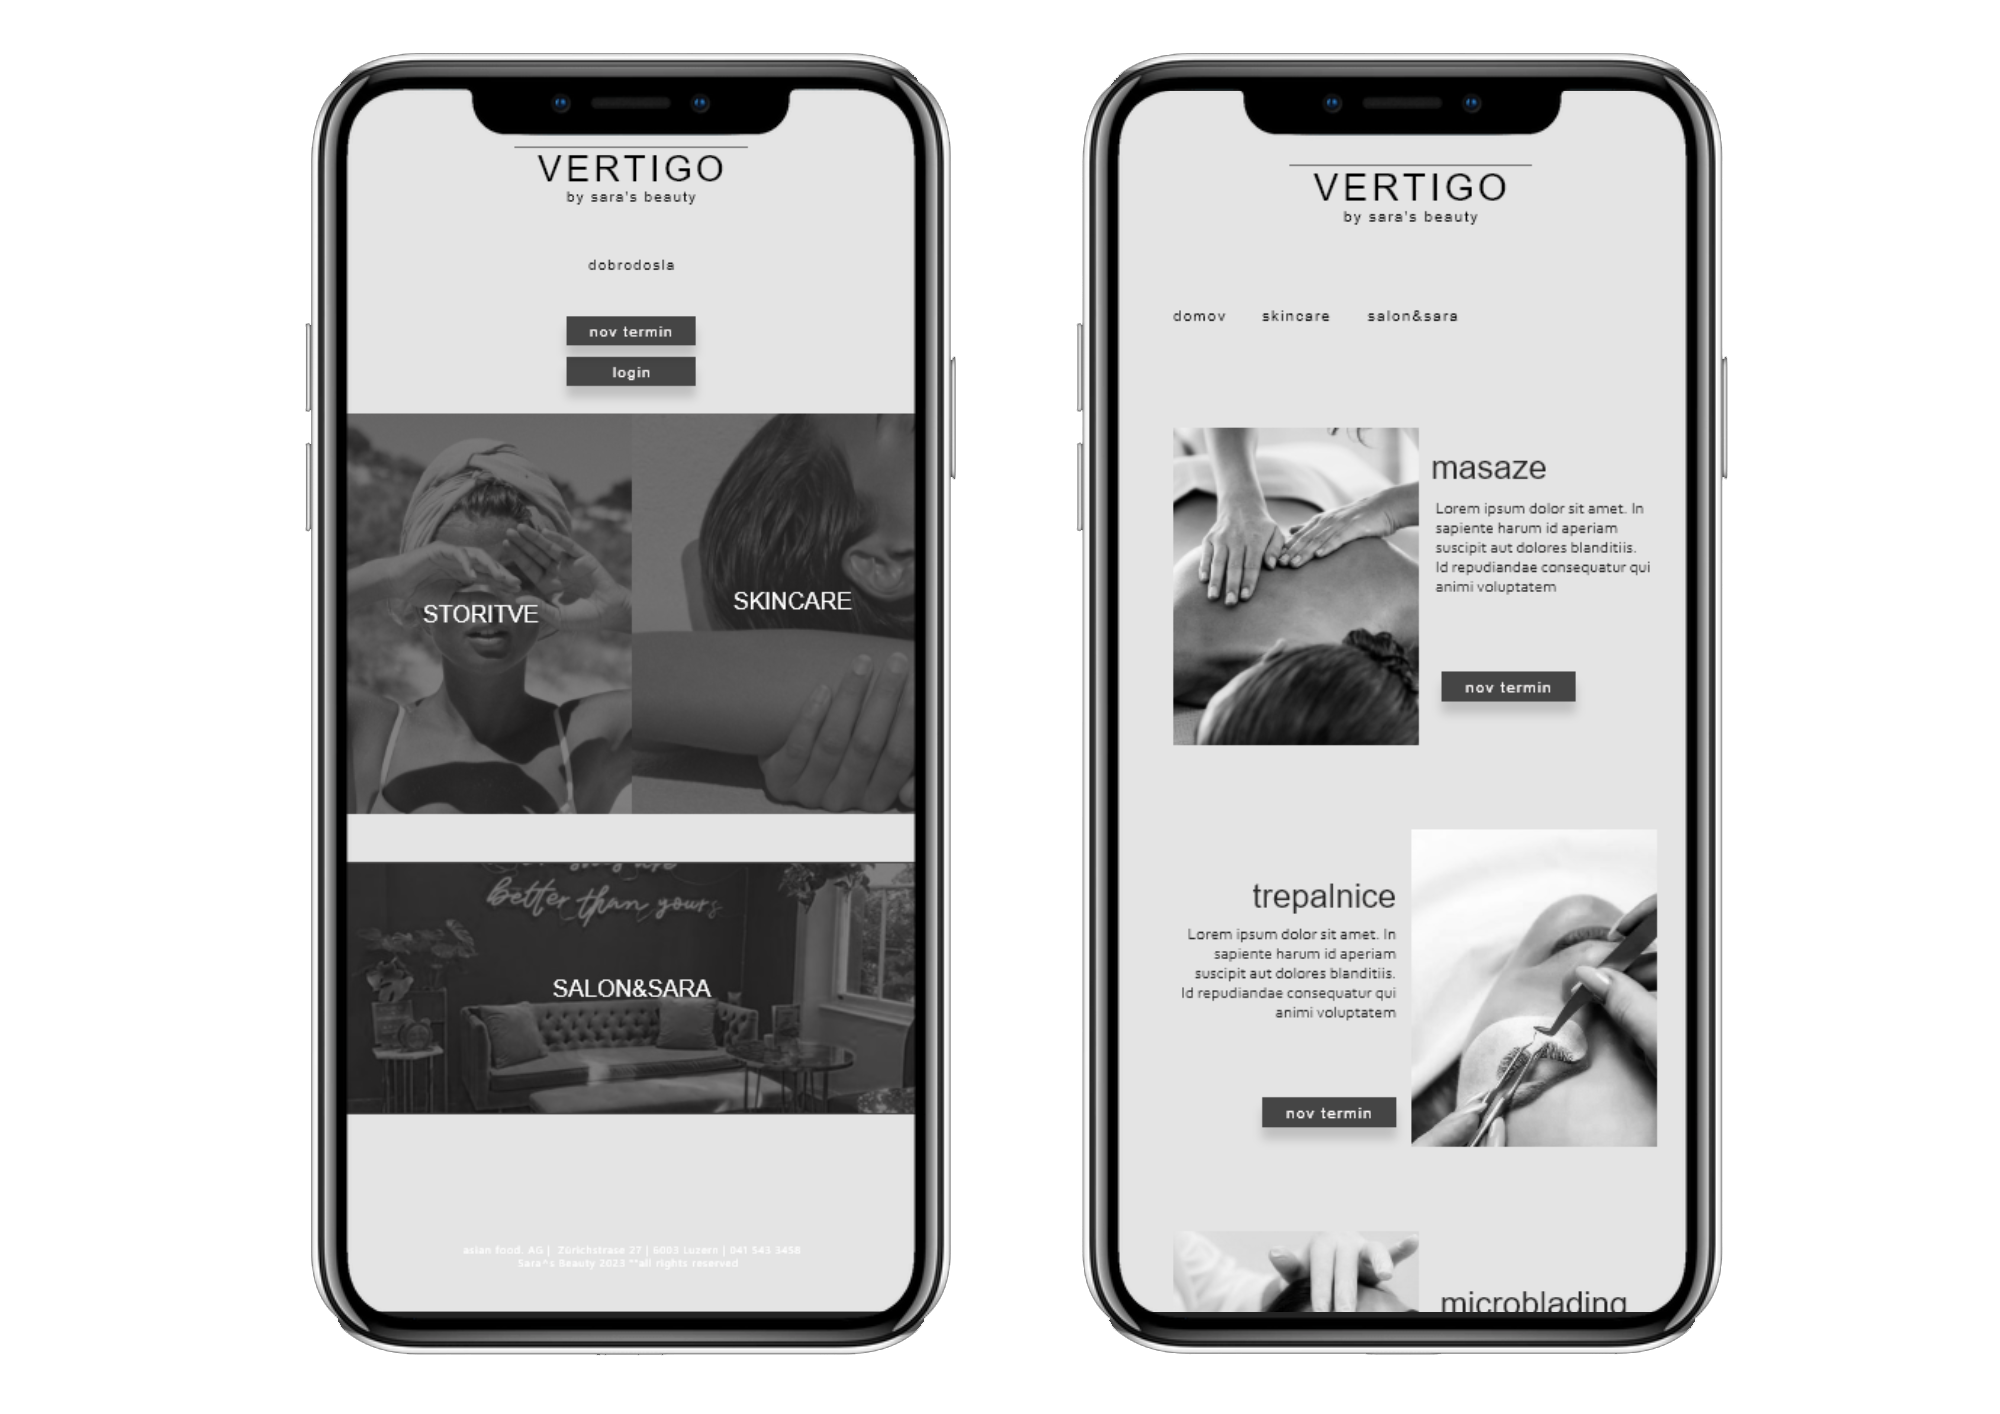 VERTIGO
by sara's beauty
dobrodosla
nov termin
login
STORITVE
SKINCARE
better than yours
SALON&SARA
asian food. AG | Zürichstrase 27 | 6003 Luzern | 041 543 3458
Sara^s Beauty 2023 all rights reserved
VERTIGO
by sara's beauty
domov skincare salon&sara
masaze
Lorem ipsum dolor sit amet. In
sapiente harum id aperiam
suscipit aut dolores blanditiis.
Id repudiandae consequatur qui
animi voluptatem
nov termin
trepalnice
Lorem ipsum dolor sit amet. In
sapiente harum id aperiam
suscipit aut dolores blanditiis.
Id repudiandae consequatur qui
animi voluptatem
nov termin
microblading